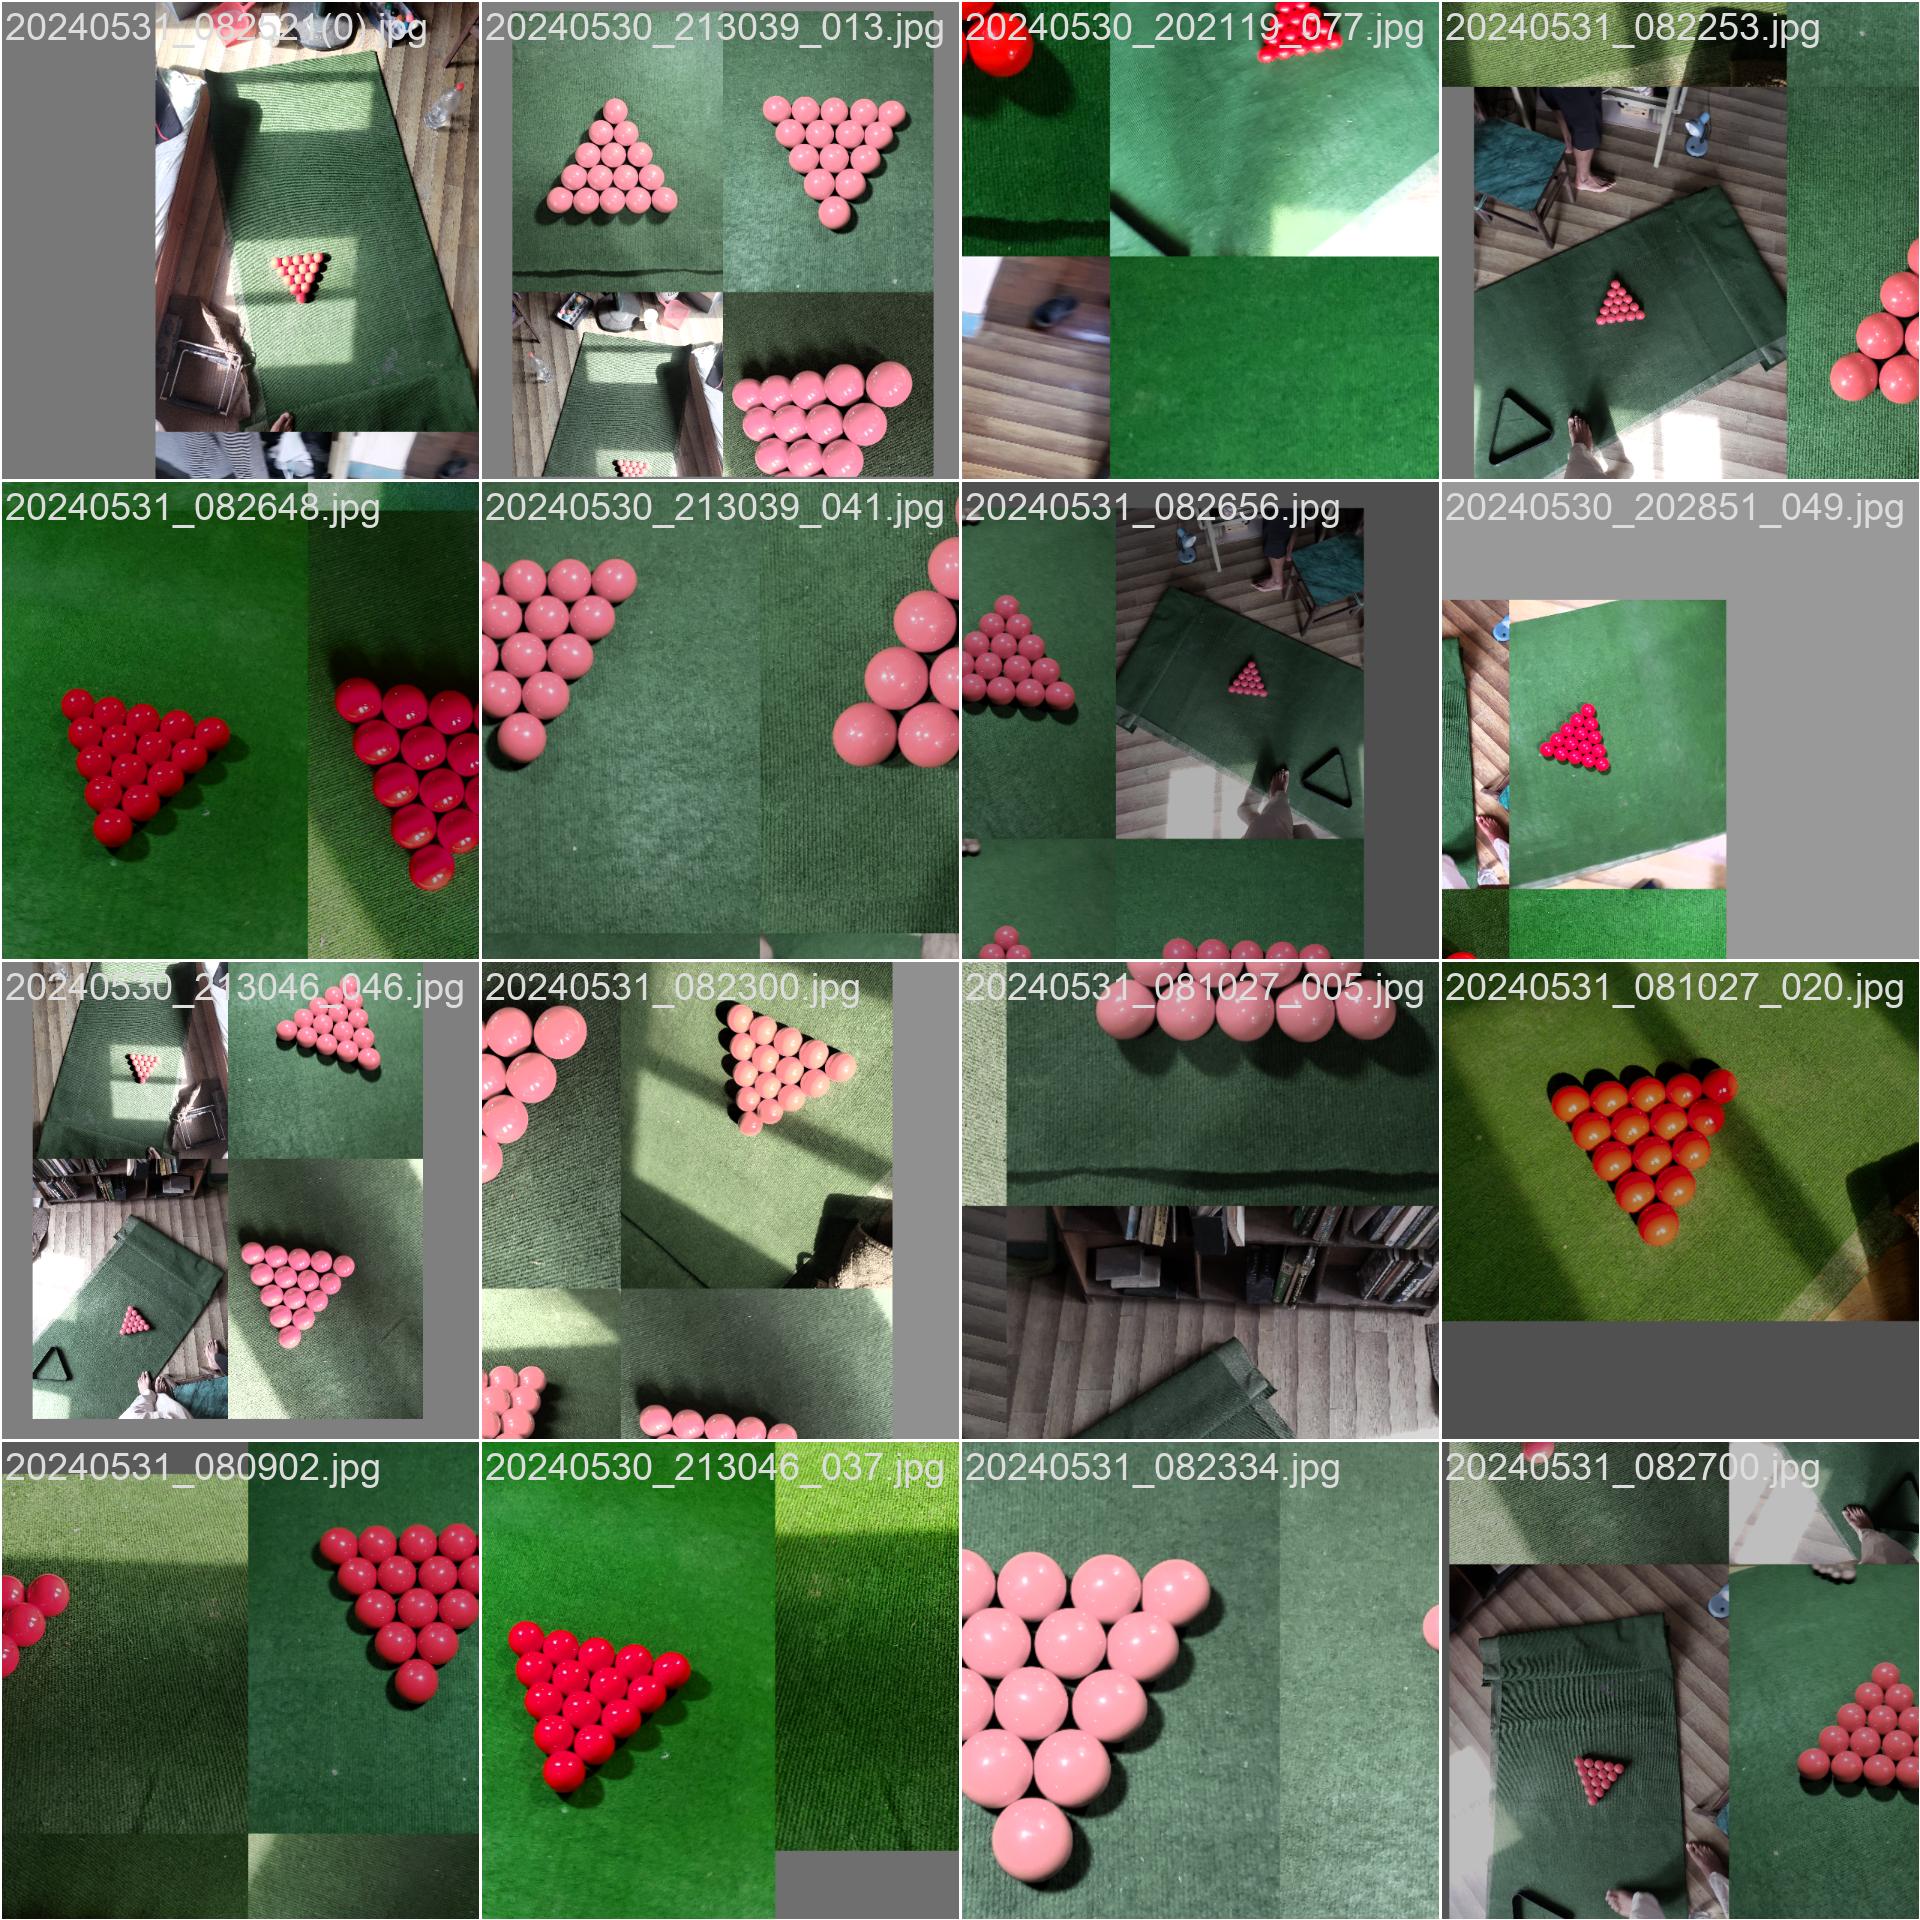 20240531_082521(0).jpg
20240530_213039_013.jpg
20240530_202119_077.jpg
20240531_082253.jpg
20240531_082648.jpg
20240530_213039_041.jpg
20240531_082656.jpg
20240530_202851_049.jpg
20240530_213046_046.jpg
20240531_082300.jpg
20240531_081027_005.jpg
20240531_081027_020.jpg
20240531_080902.jpg
20240530_213046_037.jpg
20240531_082334.jpg
20240531_082700.jpg